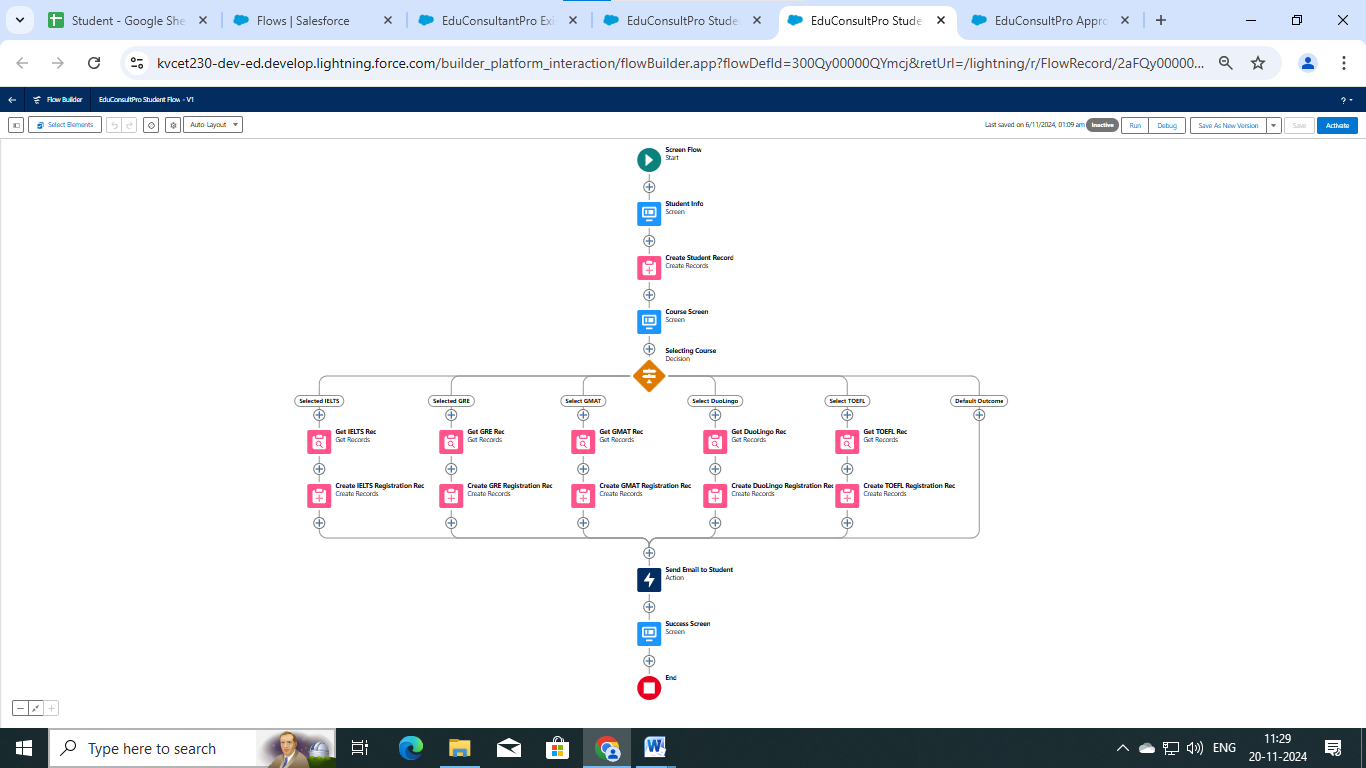 Student - Google She
Flows | Salesforce
EduConsultantPro Exi
EduConsultPro Stude
EduConsultPro Stude
EduConsultPro Appro
kvcet230-dev-ed.develop.lightning.force.com/builder_platform_interaction/flowBuilder.app?flowDefId=300Qy00000QYmcj&retUrl=/lightning/r/FlowRecord/2aFQy00000...
Flow Builder
EduConsultPro Student Flow - V1
?
Select Elements
Auto-Layout
Last saved on 6/11/2024, 01:09 am
Inactive
Run
Debug
Save As New Version
Save
Activate
Screen Flow
Start
Student Info
Screen
Create Student Record
Create Records
Course Screen
Screen
Selecting Course
Decision
Selected IELTS
Selected GRE
Select GMAT
Select DuoLingo
Select TOEFL
Default Outcome
Get IELTS Rec
Get Records
Get GRE Rec
Get Records
Get GMAT Rec
Get Records
Get DuoLingo Rec
Get Records
Get TOEFL Rec
Get Records
Create IELTS Registration Rec
Create Records
Create GRE Registration Rec
Create Records
Create GMAT Registration Rec
Create Records
Create DuoLingo Registration Rec
Create Records
Create TOEFL Registration Rec
Create Records
Send Email to Student
Action
Success Screen
Screen
End
Type here to search
ENG
11:29
20-11-2024